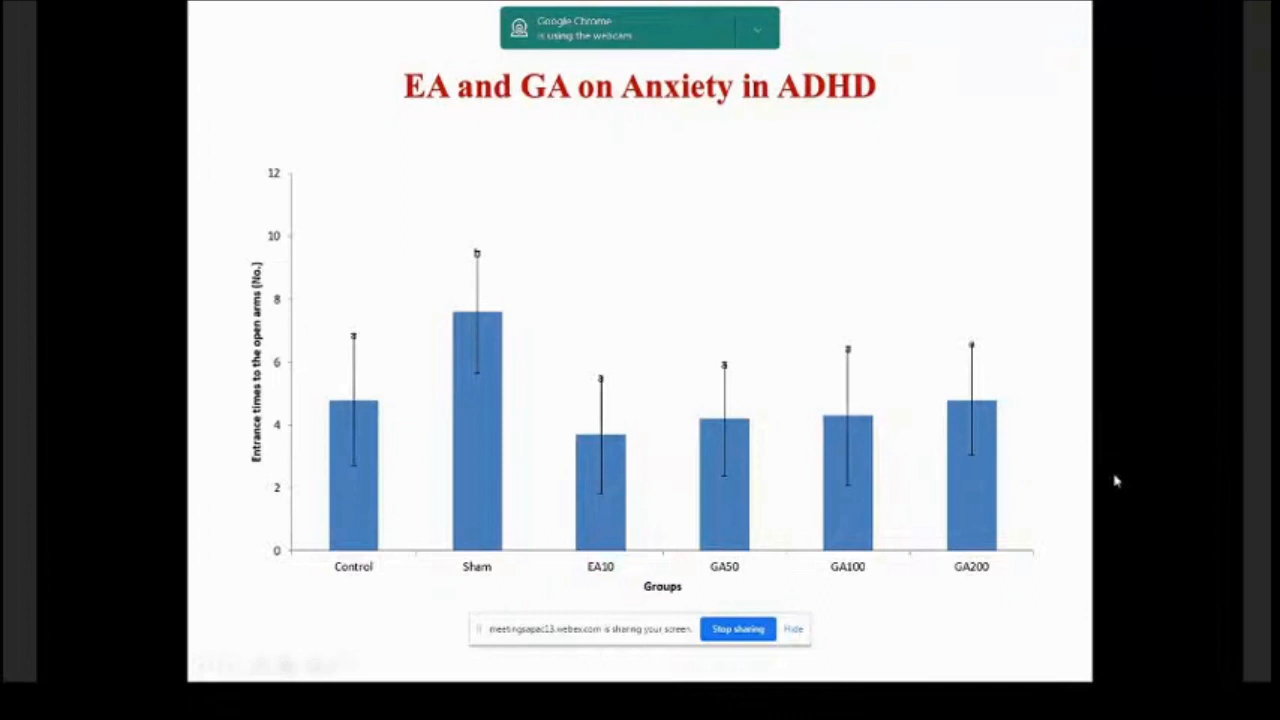 Google Chrome
is using the webcam
EA and GA on Anxiety in ADHD
12
10
8
6
4
2
0
Entrance times to the open arms (No.)
a
b
a
a
a
a
Control
Sham
EA10
GA50
GA100
GA200
Groups
meetingsapac13.webex.com is sharing your screen.
Stop sharing
Hide